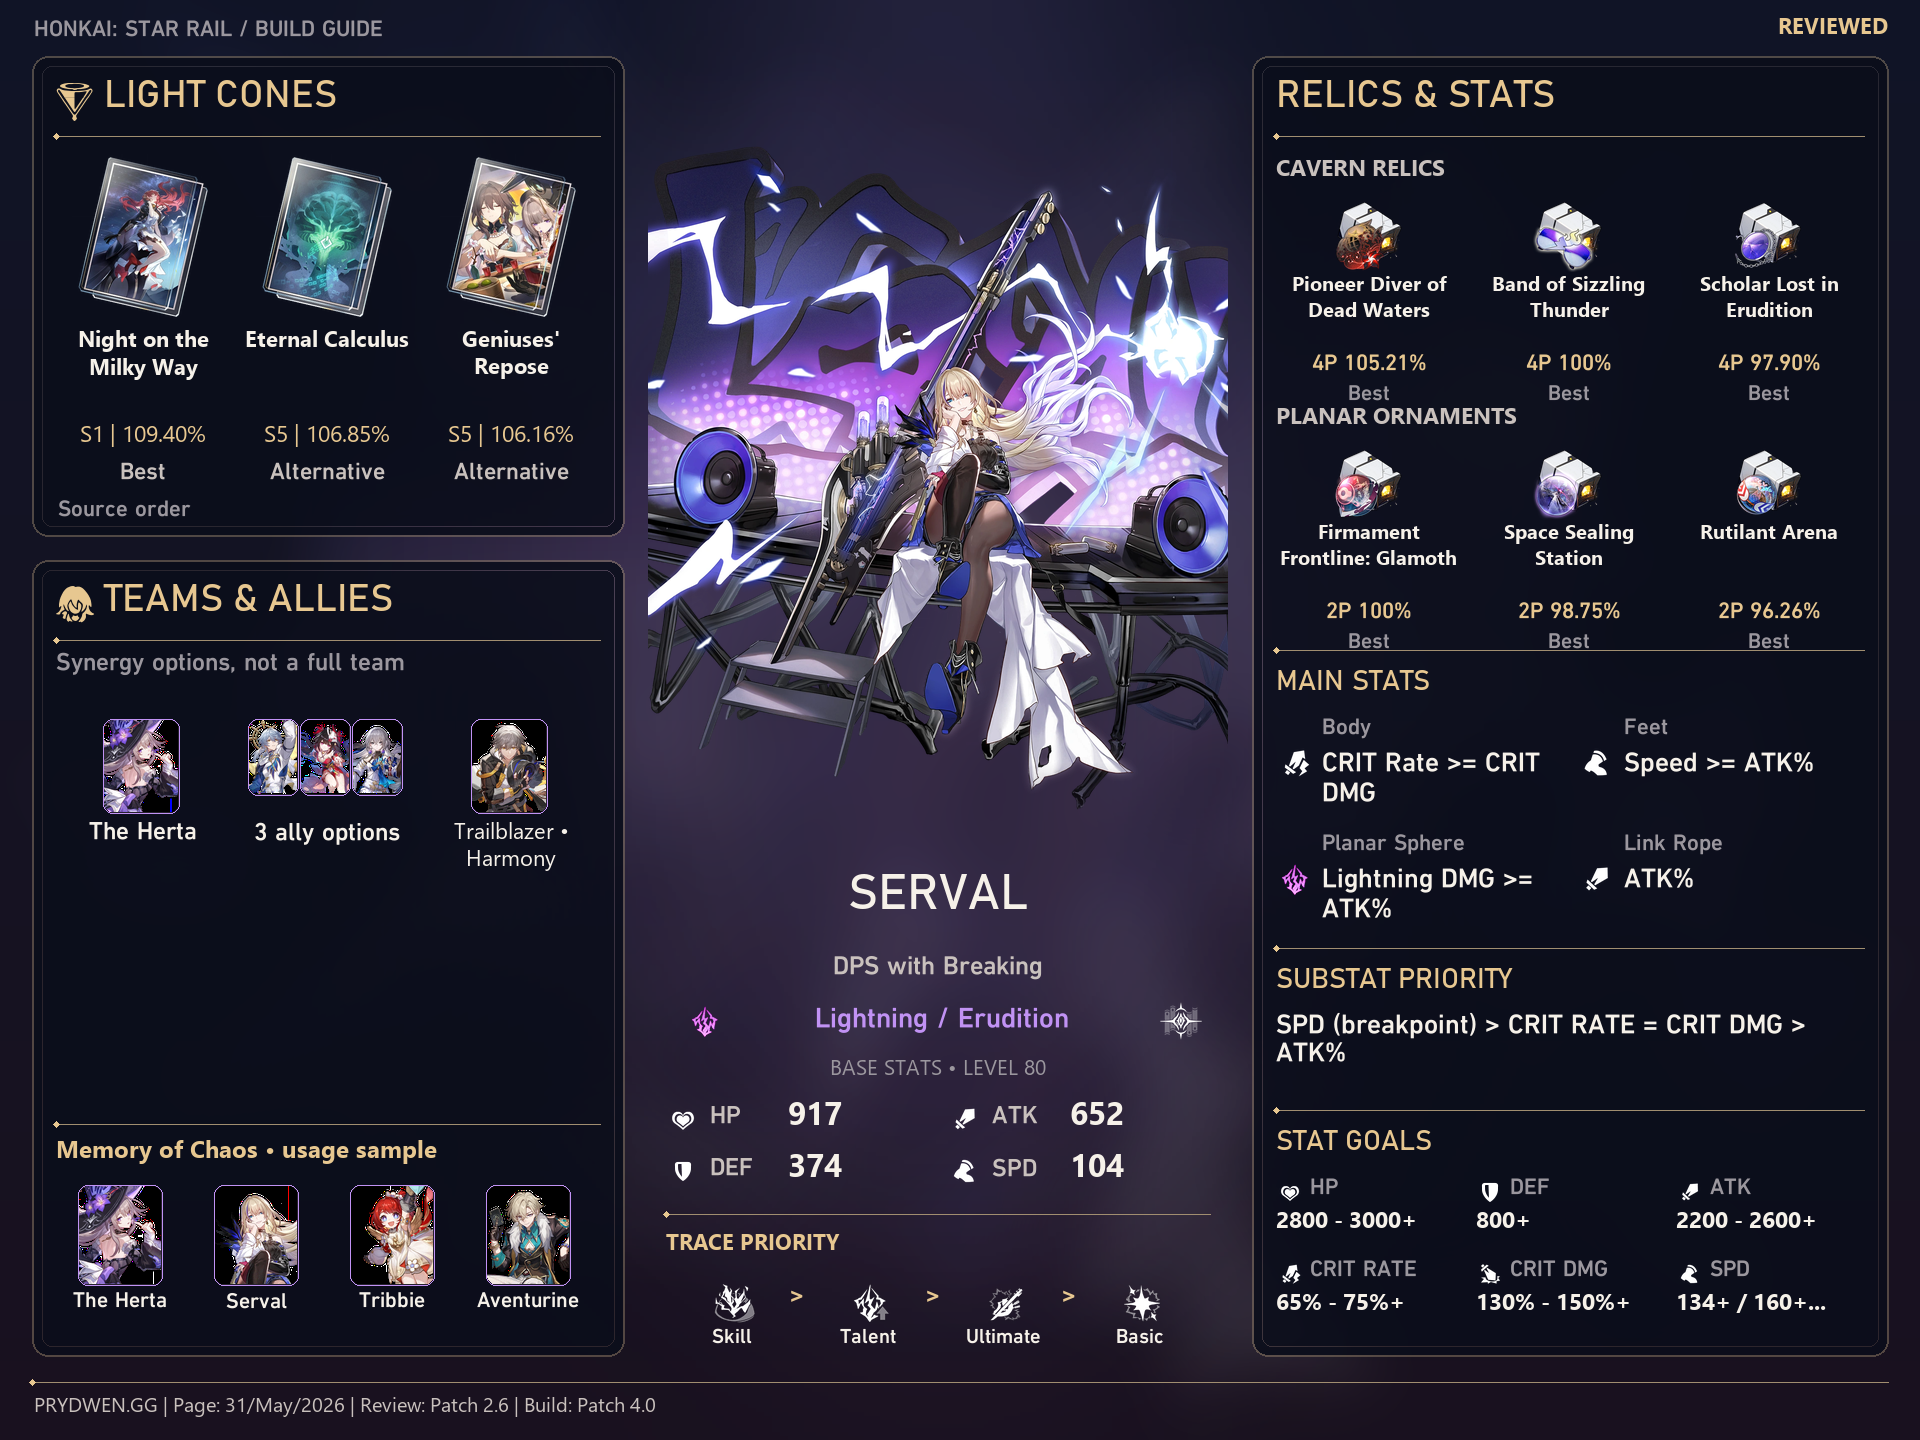 HONKAI: STAR RAIL / BUILD GUIDE
REVIEWED
LIGHT CONES
Night on the Milky Way
Eternal Calculus
Geniuses' Repose
S1 | 109.40%
S5 | 106.85%
S5 | 106.16%
Best
Alternative
Alternative
Source order
TEAMS & ALLIES
Synergy options, not a full team
The Herta
3 ally options
Trailblazer • Harmony
Memory of Chaos • usage sample
The Herta
Serval
Tribbie
Aventurine
SERVAL
DPS with Breaking
Lightning / Erudition
BASE STATS • LEVEL 80
HP 917
ATK 652
DEF 374
SPD 104
TRACE PRIORITY
Skill > Talent > Ultimate > Basic
RELICS & STATS
CAVERN RELICS
Pioneer Diver of Dead Waters
Band of Sizzling Thunder
Scholar Lost in Erudition
4P 105.21%
4P 100%
4P 97.90%
Best
Best
Best
PLANAR ORNAMENTS
Firmament Frontline: Glamoth
Space Sealing Station
Rutilant Arena
2P 100%
2P 98.75%
2P 96.26%
Best
Best
Best
MAIN STATS
Body
Feet
CRIT Rate >= CRIT DMG
Speed >= ATK%
Planar Sphere
Link Rope
Lightning DMG >= ATK%
ATK%
SUBSTAT PRIORITY
SPD (breakpoint) > CRIT RATE = CRIT DMG >
ATK%
STAT GOALS
HP
DEF
ATK
2800 - 3000+
800+
2200 - 2600+
CRIT RATE
CRIT DMG
SPD
65% - 75%+
130% - 150%+
134+ / 160+...
PRYDWEN.GG | Page: 31/May/2026 | Review: Patch 2.6 | Build: Patch 4.0